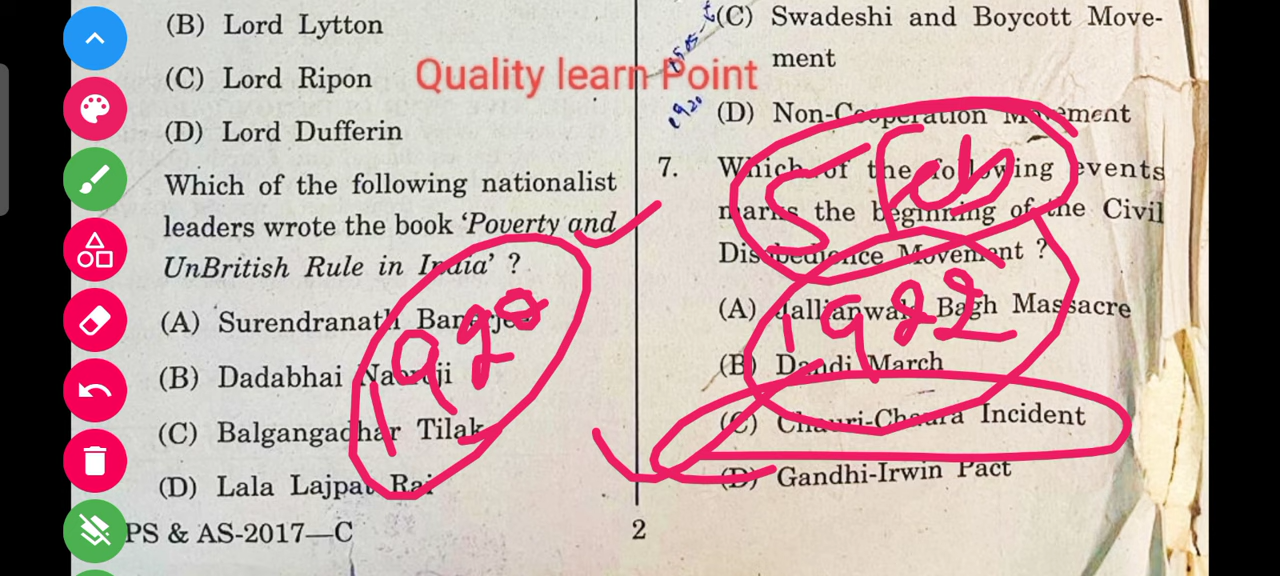 (B) Lord Lytton
(C) Lord Ripon
(D) Lord Dufferin
Which of the following nationalist
leaders wrote the book ‘Poverty and
UnBritish Rule in India’ ?
(A) Surendranath Banerjee
(B) Dadabhai Naoroji
(C) Balgangadhar Tilak
(D) Lala Lajpat Rai
PS & AS-2017—C
1920
Quality learn Point
2
(C) Swadeshi and Boycott Move-
ment
1920
(D) Non-Cooperation Movement
7. Which of the following events
marks the beginning of the Civil
Disobedience Movement ?
(A) Jallianwala Bagh Massacre
(B) Dandi March
(C) Chauri-Chaura Incident
(D) Gandhi-Irwin Pact
5 Feb
1922